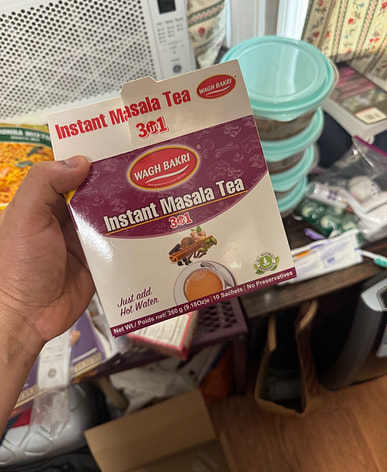 Instant Masala Tea
3in1
WAGH BAKRI
WAGH BAKRI
Instant Masala Tea
3in1
Just add
Hot Water
Net Wt./ Poids net/ 260 g (9.18Oz)e | 10 Sachets | No Preservatives